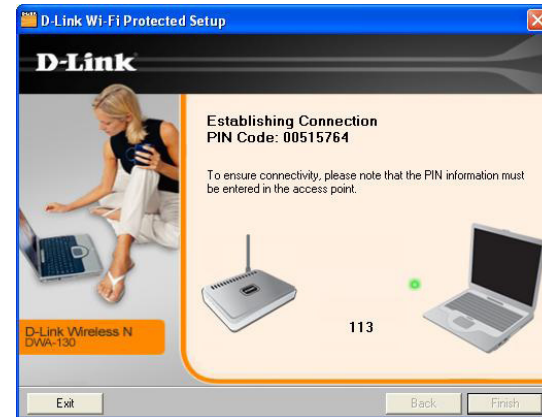 D-Link Wi-Fi Protected Setup
D-Link
Establishing Connection
PIN Code: 00515764
To ensure connectivity, please note that the PIN information must
be entered in the access point.
113
D-Link Wireless N
DWA-130
Exit
Back
Finish